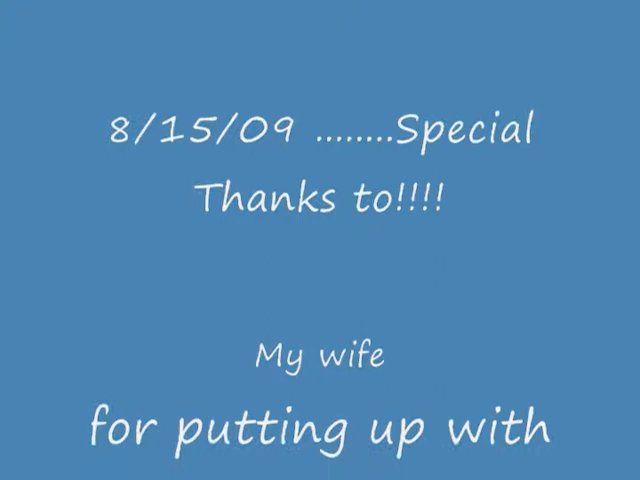 8/15/09 ........Special
Thanks to!!!!
My wife
for putting up with